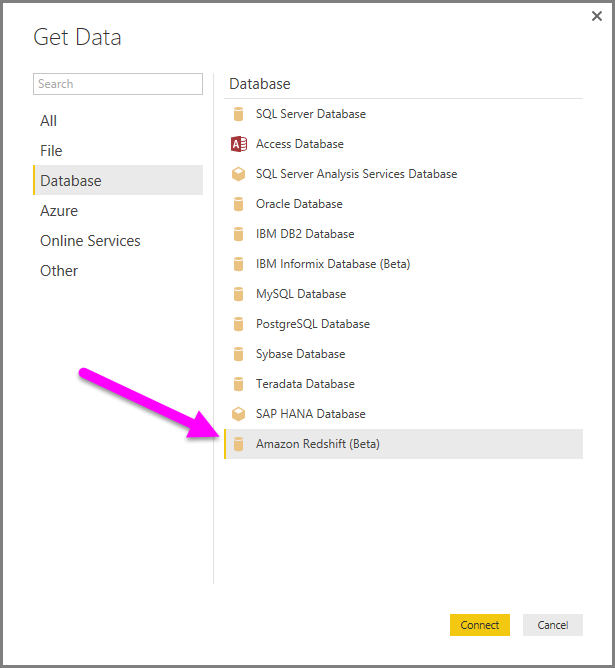 Get Data
Search
All
File
Database
Azure
Online Services
Other
Database
SQL Server Database
A Access Database
SQL Server Analysis Services Database
Oracle Database
IBM DB2 Database
IBM Informix Database (Beta)
MySQL Database
PostgreSQL Database
Sybase Database
Teradata Database
SAP HANA Database
Amazon Redshift (Beta)
Connect
Cancel